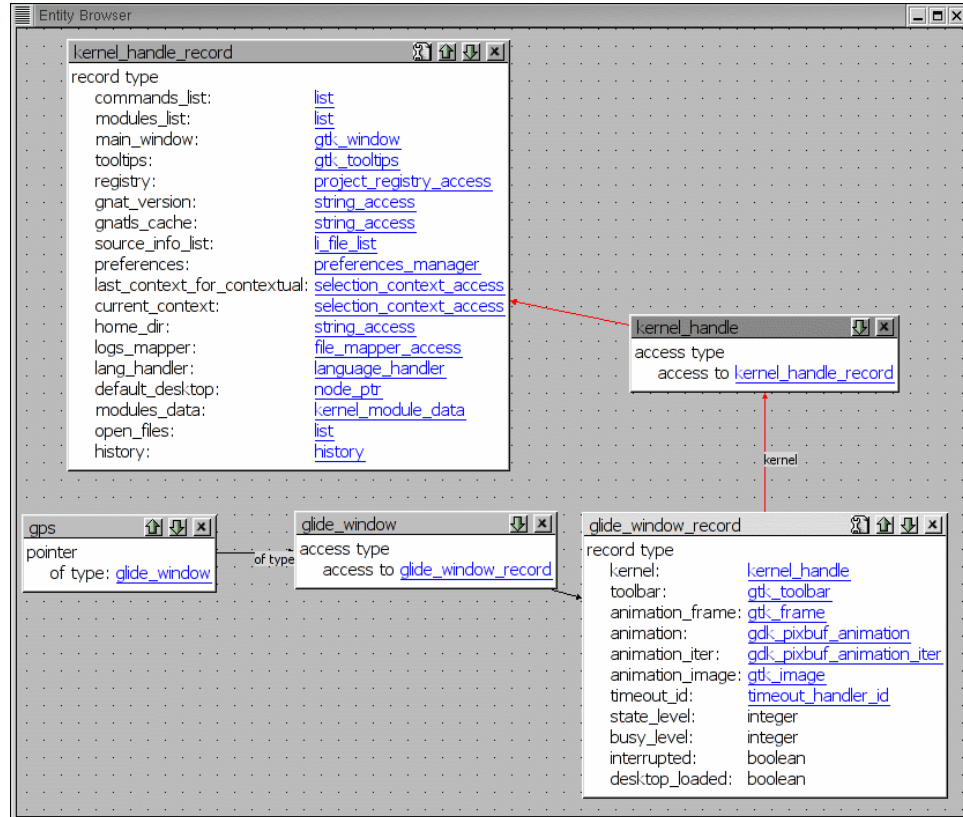 Entity Browser
kernel_handle_record
record type
commands_list: list
modules_list: list
main_window: gtk_window
tooltips: gtk_tooltips
registry: project_registry_access
gnat_version: string_access
gnatls_cache: string_access
source_info_list: li_file_list
preferences: preferences_manager
last_context_for_contextual: selection_context_access
current_context: selection_context_access
home_dir: string_access
logs_mapper: file_mapper_access
lang_handler: language_handler
default_desktop: node_ptr
modules_data: kernel_module_data
open_files: list
history: history
kernel_handle
access type
access to kernel_handle_record
kernel
gps
pointer
of type: glide_window
of type
glide_window
access type
access to glide_window_record
glide_window_record
record type
kernel: kernel_handle
toolbar: gtk_toolbar
animation_frame: gtk_frame
animation: gdk_pixbuf_animation
animation_iter: gdk_pixbuf_animation_iter
animation_image: gtk_image
timeout_id: timeout_handler_id
state_level: integer
busy_level: integer
interrupted: boolean
desktop_loaded: boolean